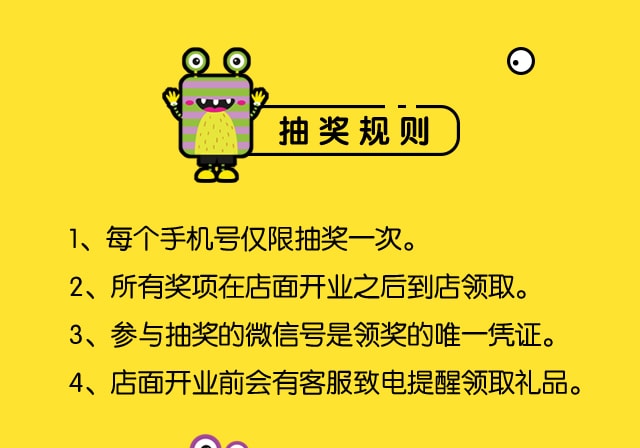 抽奖规则
1、每个手机号仅限抽奖一次。
2、所有奖项在店面开业之后到店领取。
3、参与抽奖的微信号是领奖的唯一凭证。
4、店面开业前会有客服致电提醒领取礼品。